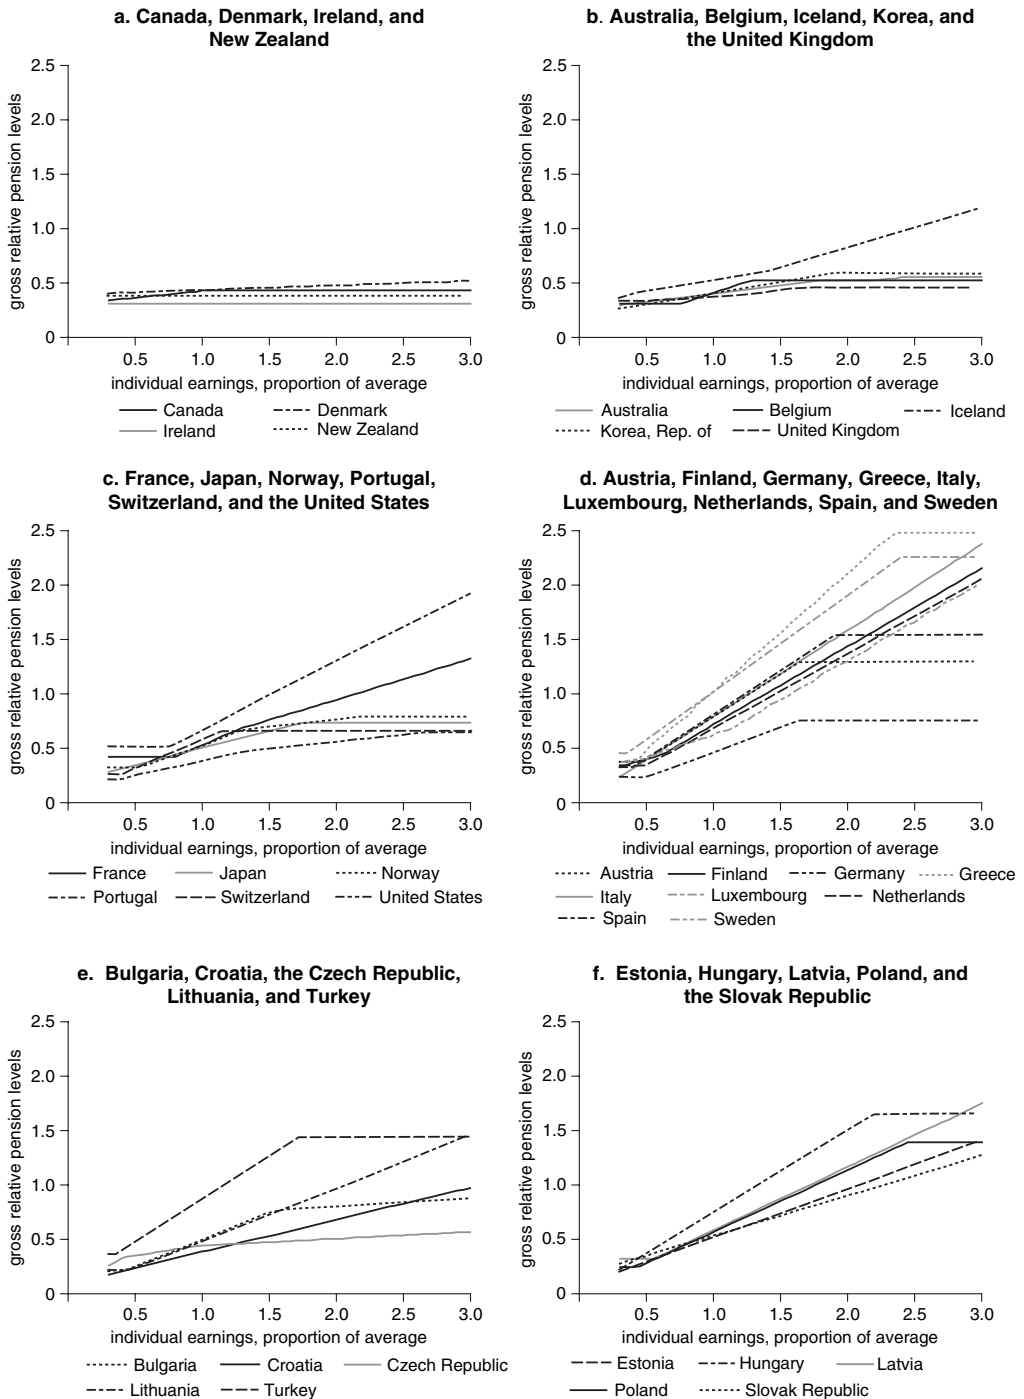 a. Canada, Denmark, Ireland, and
New Zealand
gross relative pension levels
2.5
2.0
1.5
1.0
0.5
0
0.5 1.0 1.5 2.0 2.5 3.0
individual earnings, proportion of average
Canada Denmark
Ireland New Zealand
b. Australia, Belgium, Iceland, Korea, and
the United Kingdom
gross relative pension levels
2.5
2.0
1.5
1.0
0.5
0
0.5 1.0 1.5 2.0 2.5 3.0
individual earnings, proportion of average
Australia Belgium Iceland
Korea, Rep. of United Kingdom
c. France, Japan, Norway, Portugal,
Switzerland, and the United States
gross relative pension levels
2.5
2.0
1.5
1.0
0.5
0
0.5 1.0 1.5 2.0 2.5 3.0
individual earnings, proportion of average
France Japan Norway
Portugal Switzerland United States
d. Austria, Finland, Germany, Greece, Italy,
Luxembourg, Netherlands, Spain, and Sweden
gross relative pension levels
2.5
2.0
1.5
1.0
0.5
0
0.5 1.0 1.5 2.0 2.5 3.0
individual earnings, proportion of average
Austria Finland Germany Greece
Italy Luxembourg Netherlands
Spain Sweden
e. Bulgaria, Croatia, the Czech Republic,
Lithuania, and Turkey
gross relative pension levels
2.5
2.0
1.5
1.0
0.5
0
0.5 1.0 1.5 2.0 2.5 3.0
individual earnings, proportion of average
Bulgaria Croatia Czech Republic
Lithuania Turkey
f. Estonia, Hungary, Latvia, Poland, and
the Slovak Republic
gross relative pension levels
2.5
2.0
1.5
1.0
0.5
0
0.5 1.0 1.5 2.0 2.5 3.0
individual earnings, proportion of average
Estonia Hungary Latvia
Poland Slovak Republic